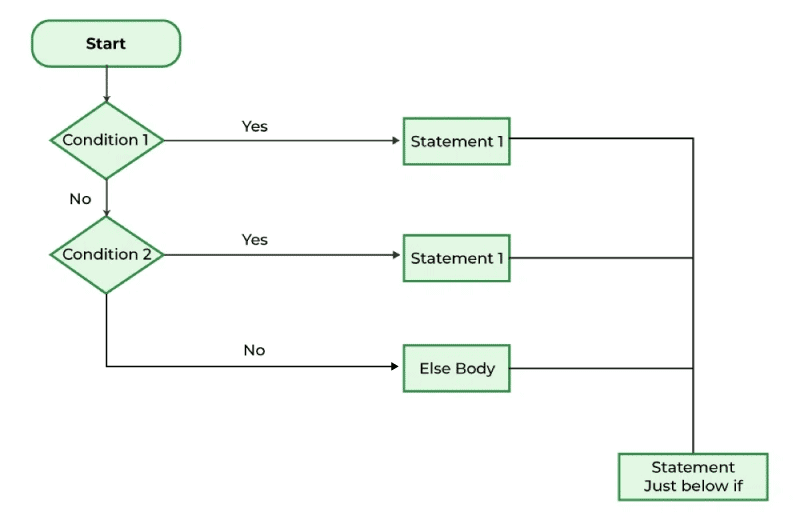 Start
Condition 1
Yes
Statement 1
No
Condition 2
Yes
Statement 1
No
Else Body
Statement
Just below if